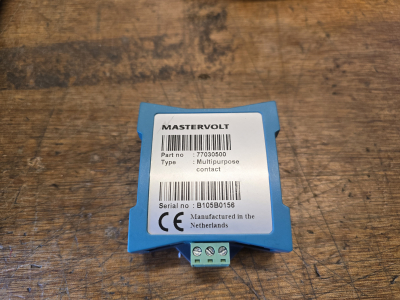 MASTERVOLT
Part no : 77030500
Type : Multipurpose
contact
Serial no : B105B0156
CE Manufactured in the
Netherlands